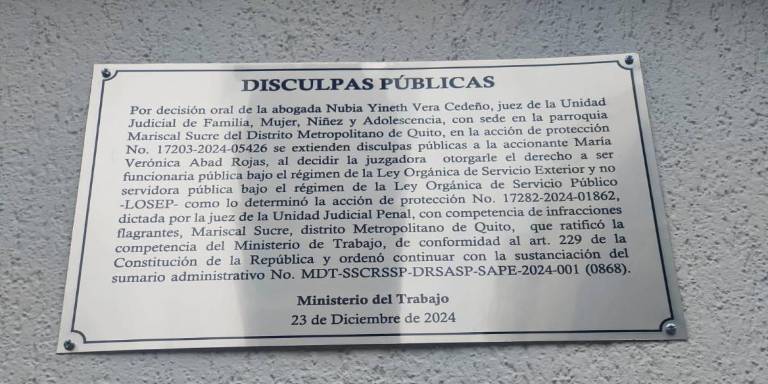 DISCULPAS PÚBLICAS
Por decisión oral de la abogada Nubia Yineth Vera Cedeño, juez de la Unidad
Judicial de Familia, Mujer, Niñez y Adolescencia, con sede en la parroquia
Mariscal Sucre del Distrito Metropolitano de Quito, en la acción de protección
No. 17203-2024-05426 se extienden disculpas públicas a la accionante María
Verónica Abad Rojas, al decidir la juzgadora otorgarle el derecho a ser
funcionaria pública bajo el régimen de la Ley Orgánica de Servicio Exterior y no
servidora pública bajo el régimen de la Ley Orgánica de Servicio Público
-LOSEP- como lo determinó la acción de protección No. 17282-2024-01862,
dictada por la juez de la Unidad Judicial Penal, con competencia de infracciones
flagrantes, Mariscal Sucre, distrito Metropolitano de Quito, que ratificó la
competencia del Ministerio de Trabajo, de conformidad al art. 229 de la
Constitución de la República y ordenó continuar con la sustanciación del
sumario administrativo No. MDT-SSCRSSP-DRSASP-SAPE-2024-001 (0868).
Ministerio del Trabajo
23 de Diciembre de 2024